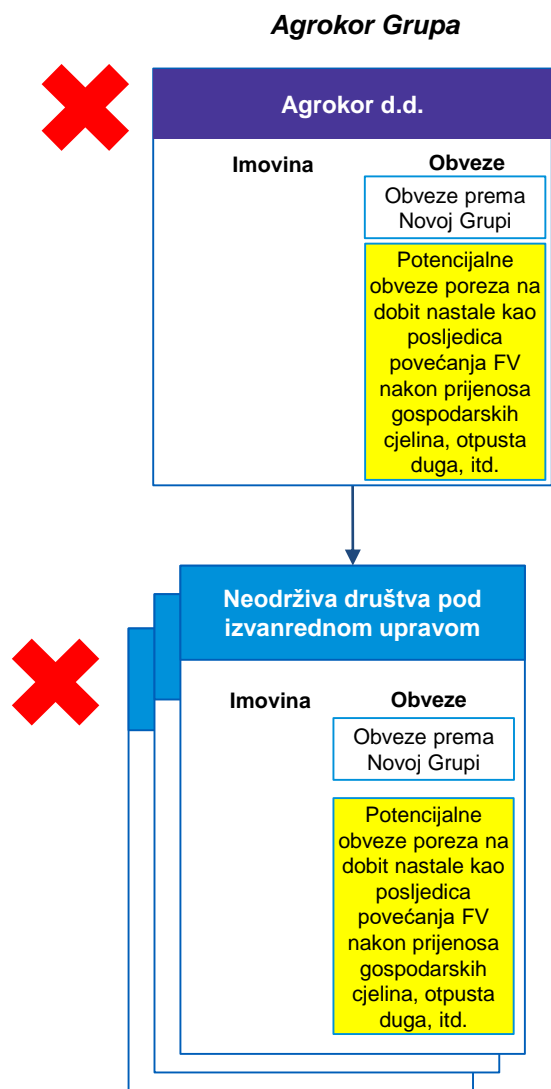 Agrokor Grupa
Agrokor d.d.
Imovina
Obveze
Obveze prema
Novoj Grupi
Potencijalne
obveze poreza na
dobit nastale kao
posljedica
povećanja FV
nakon prijenosa
gospodarskih
cjelina, otpusta
duga, itd.
Neodrživa društva pod
izvanrednom upravom
Imovina
Obveze
Obveze prema
Novoj Grupi
Potencijalne
obveze poreza na
dobit nastale kao
posljedica
povećanja FV
nakon prijenosa
gospodarskih
cjelina, otpusta
duga, itd.